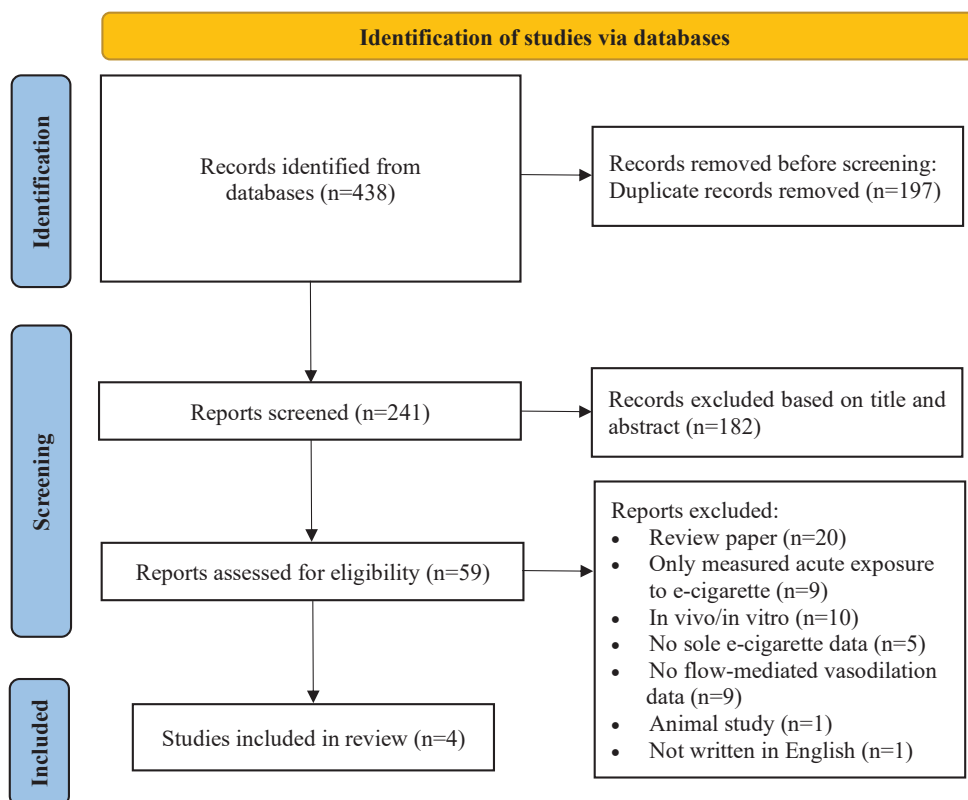 Identification of studies via databases
Identification
Records identified from
databases (n=438)
Records removed before screening:
Duplicate records removed (n=197)
Screening
Reports screened (n=241)
Records excluded based on title and
abstract (n=182)
Reports assessed for eligibility (n=59)
Reports excluded:
• Review paper (n=20)
• Only measured acute exposure
to e-cigarette (n=9)
• In vivo/in vitro (n=10)
• No sole e-cigarette data (n=5)
• No flow-mediated vasodilation
data (n=9)
• Animal study (n=1)
• Not written in English (n=1)
Included
Studies included in review (n=4)